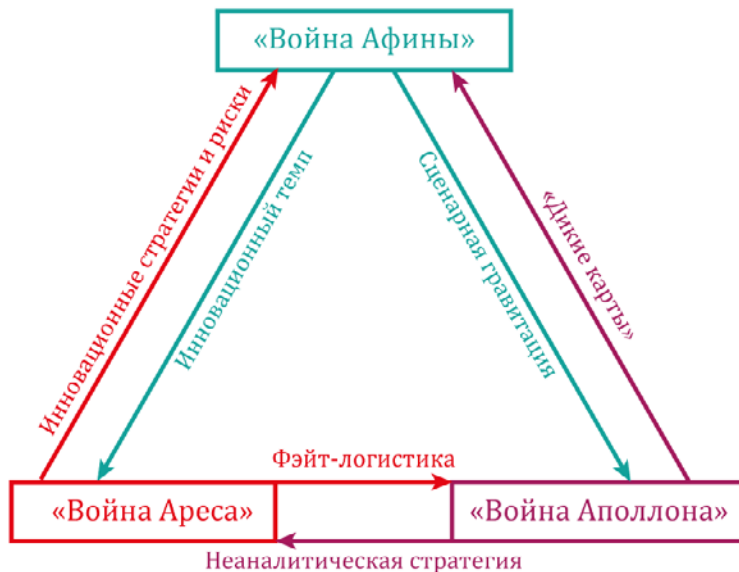 «Война Афины»
Инновационные стратегии и риски
Инновационный темп
Сценарная гравитация
«Дикие карты»
Фэйт-логистика
«Война Ареса»
«Война Аполлона»
Неаналитическая стратегия